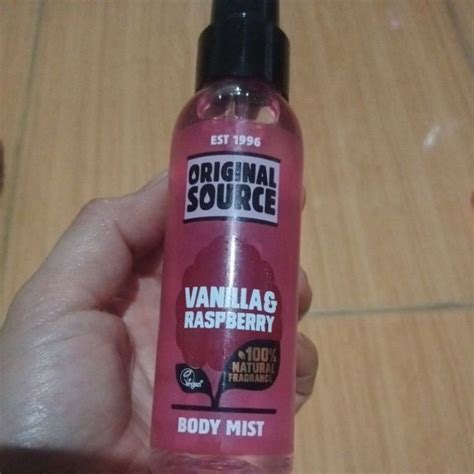 EST 1996
ORIGINAL
SOURCE
VANILLA &
RASPBERRY
100%
NATURAL
FRAGRANCE
Vegan
BODY MIST